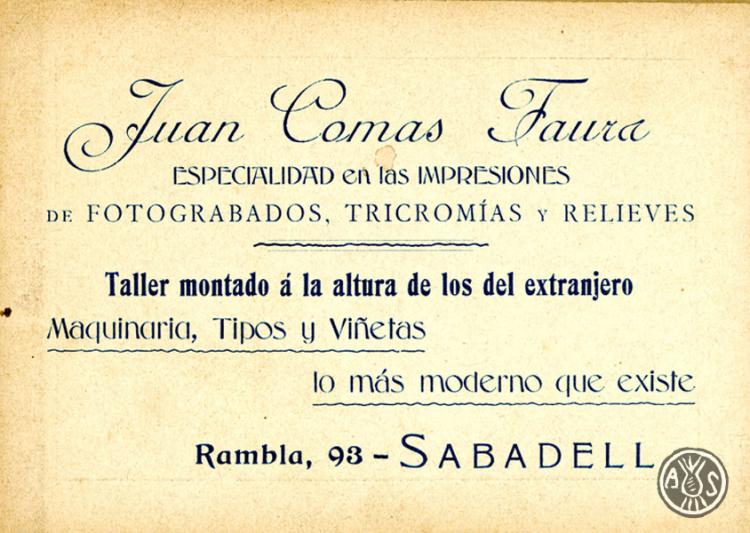 Juan Comas Faura
ESPECIALIDAD en las IMPRESIONES
DE FOTOGRABADOS, TRICROMÍAS Y RELIEVES
Taller montado á la altura de los del extranjero
Maquinaria, Tipos y Viñetas
lo más moderno que existe
Rambla, 93 - SABADELL
A S